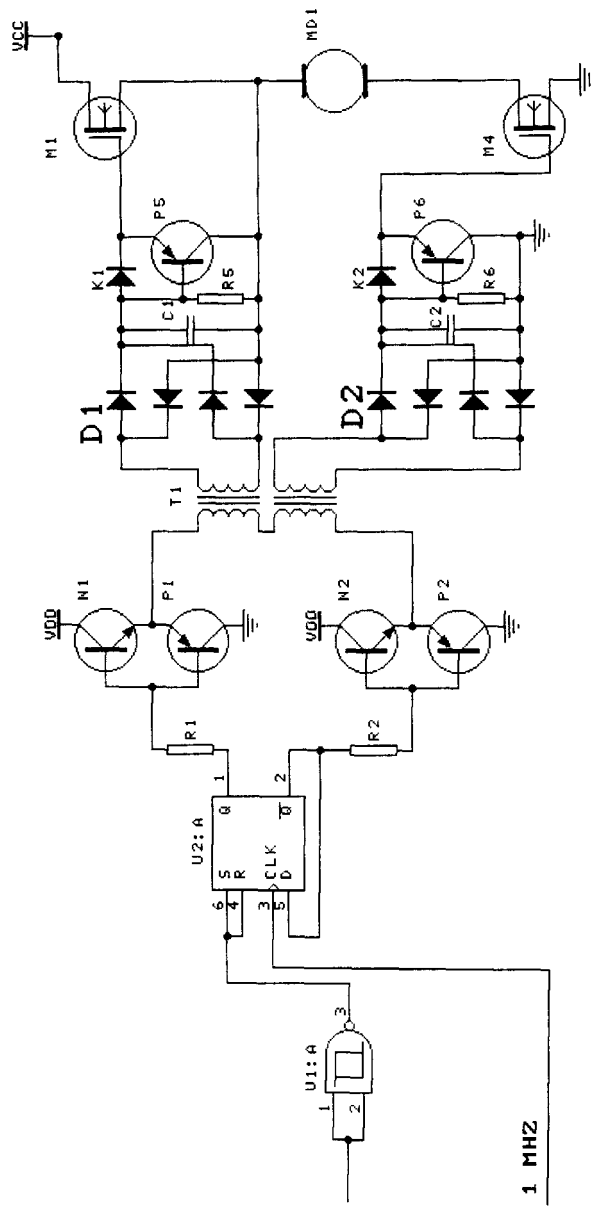 VCC
M1
MD1
M4
K1
P5
R5
C1
K2
P6
R6
C2
D1
D2
T1
VDD
N1
P1
VDD
N2
P2
R1
R2
U2:A
1
2
Q
Q
S
R
CLK
D
6
4
3
5
U1:A
1
2
3
1 MHZ